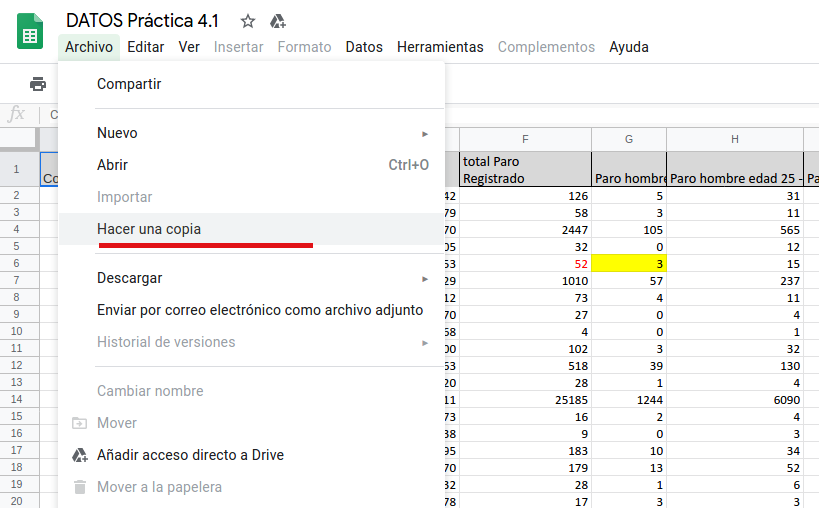 DATOS Práctica 4.1
Archivo Editar Ver Insertar Formato Datos Herramientas Complementos Ayuda
Compartir
Nuevo
Abrir Ctrl+O
Importar
Hacer una copia
Descargar
Enviar por correo electrónico como archivo adjunto
Historial de versiones
Cambiar nombre
Mover
Añadir acceso directo a Drive
Mover a la papelera
fx C
F G H
1 Co total Paro
Registrado Paro hombre Paro hombre edad 25 - Pa
2 42 126 5 31
3 79 58 3 11
4 70 2447 105 565
5 05 32 0 12
6 53 52 3 15
7 29 1010 57 237
8 12 73 4 11
9 70 27 0 4
10 58 4 0 1
11 00 102 3 32
12 53 518 39 130
13 20 28 1 4
14 11 25185 1244 6090
15 73 16 2 4
16 38 9 0 3
17 95 183 10 34
18 70 179 13 52
19 32 28 1 6
20 78 17 3 3